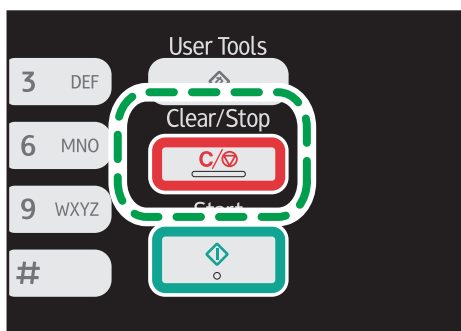 User Tools
3 DEF
Clear/Stop
6 MNO
C/
9 WXYZ
Start
#